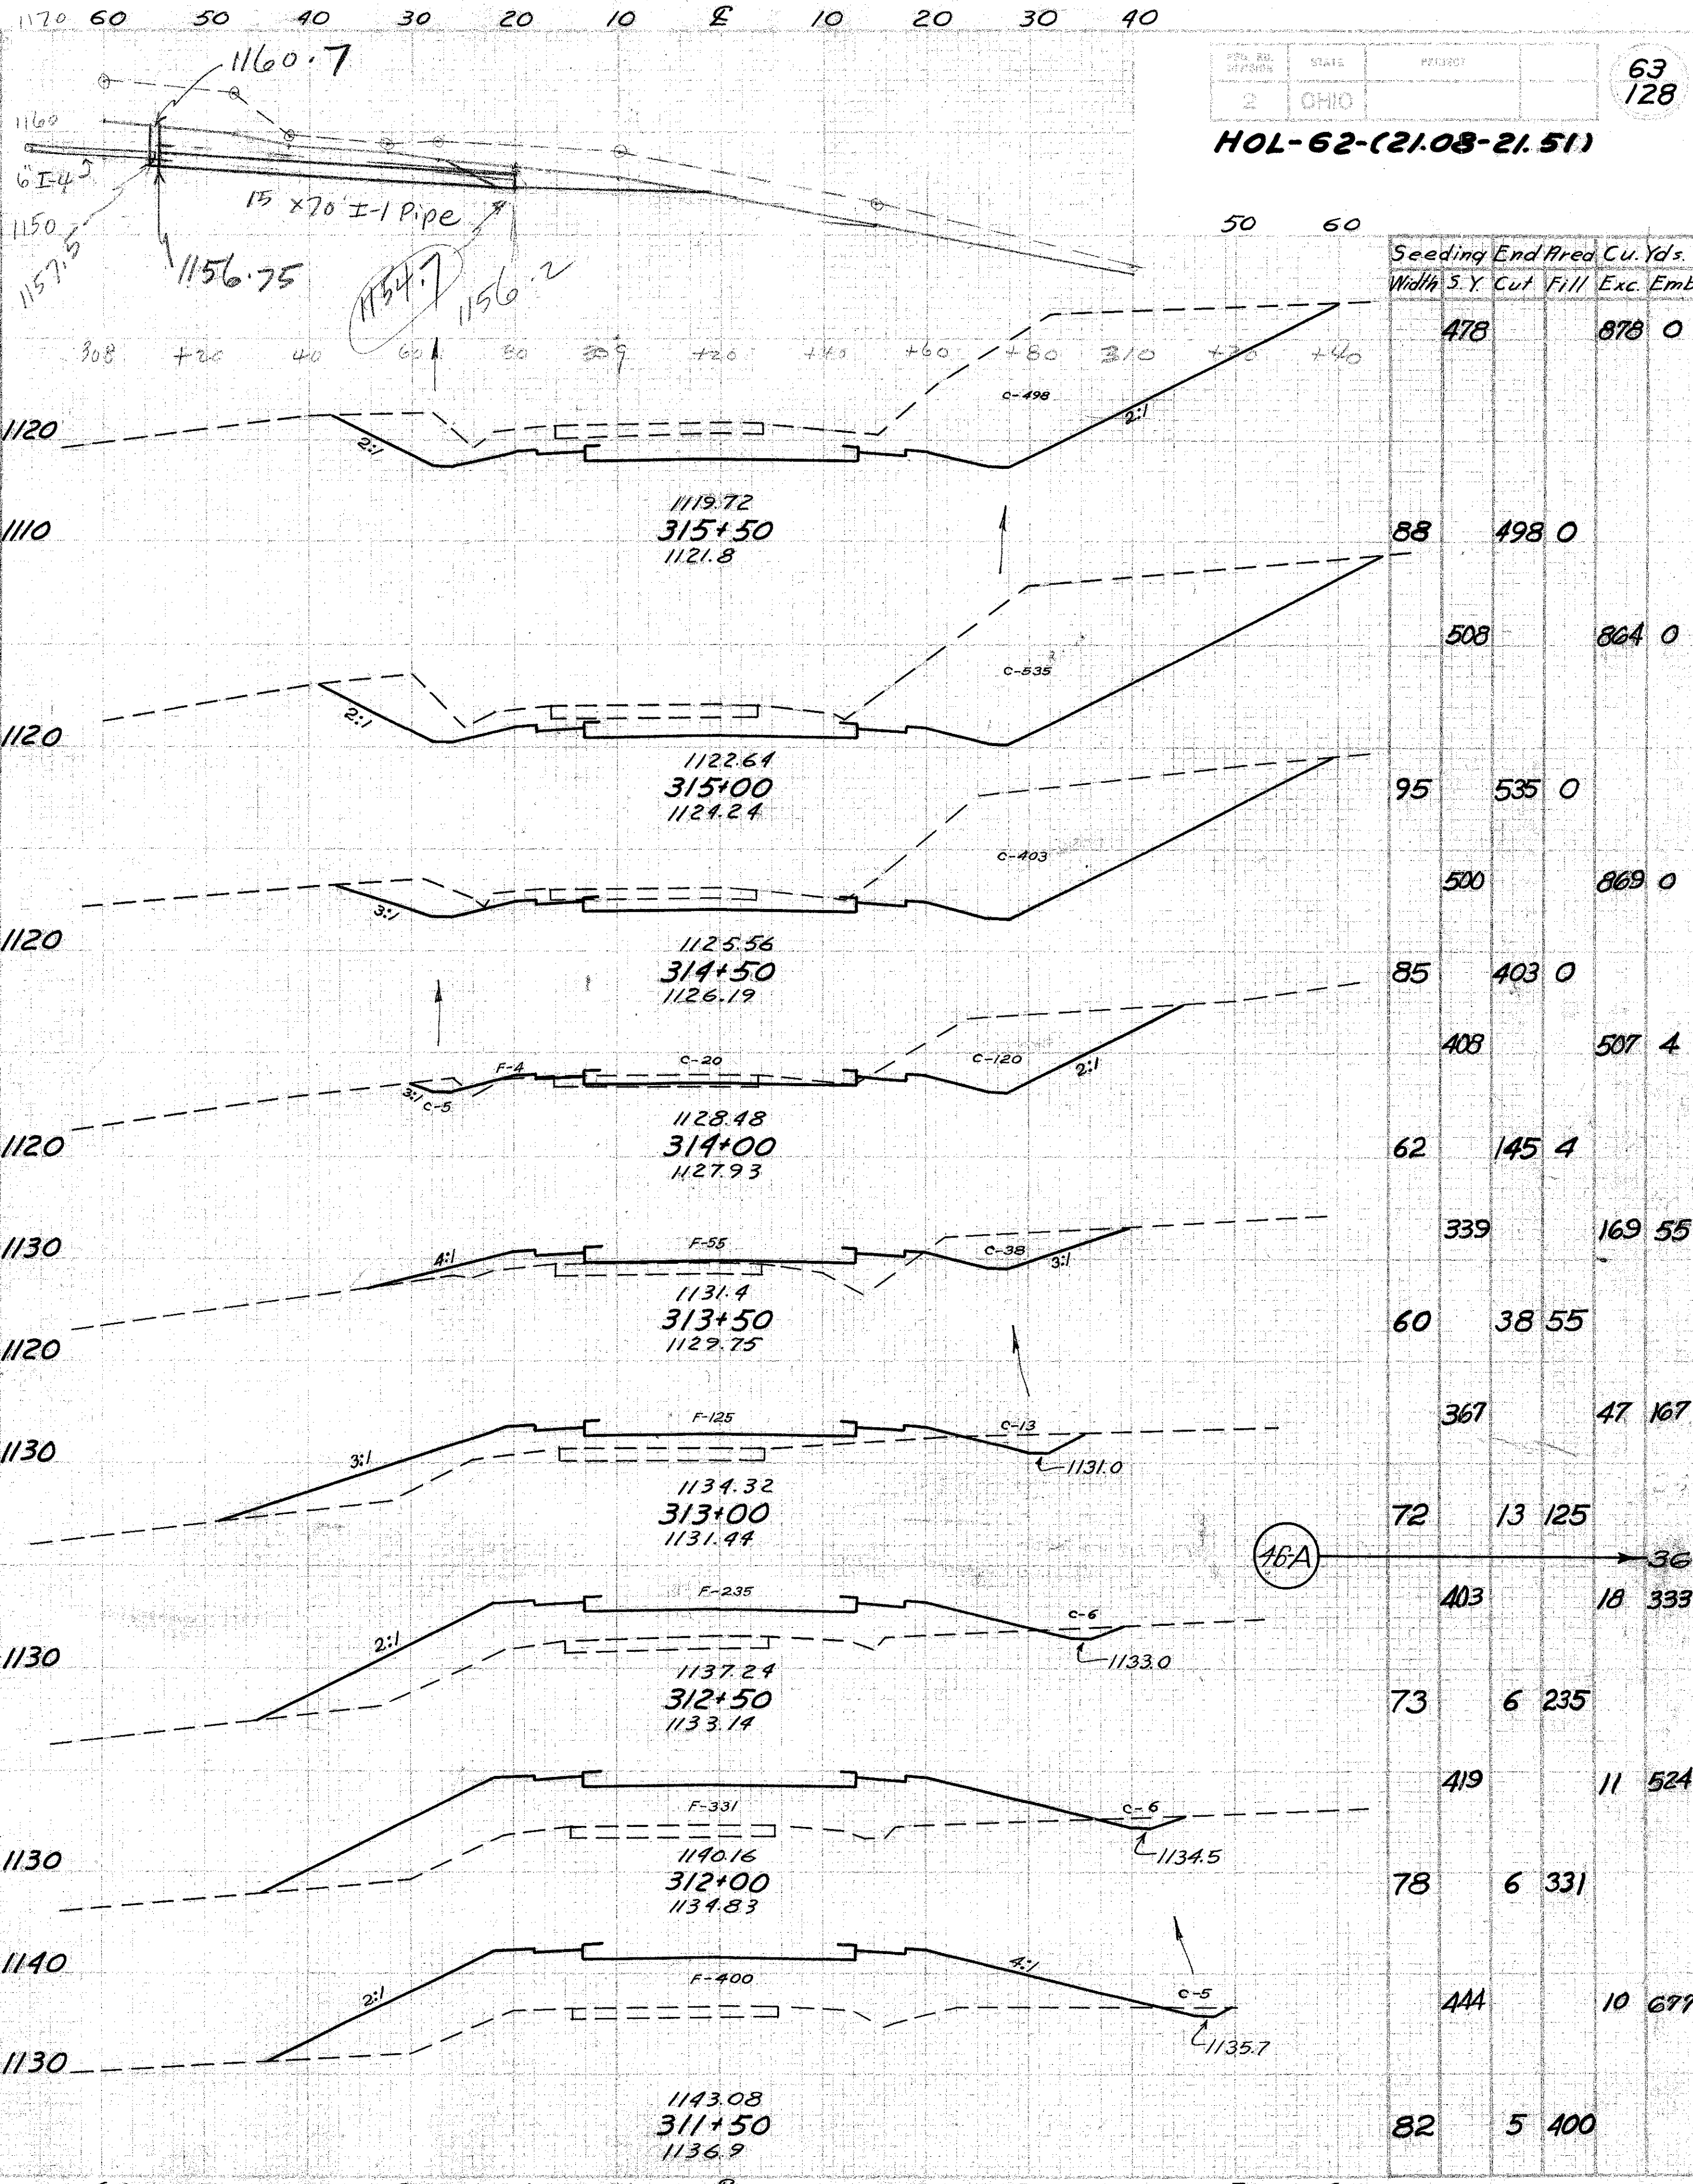 1170 60 50 40 30 20 10 ℄ 10 20 30 40
1160.7
1160
6" I-4
15 x70' I-1 Pipe
1150
1157.5
1156.75
1154.7
1156.2
FED. RD. DIVISION STATE PROJECT
2 OHIO
63
128
HOL-62-(21.08-21.51)
50 60
Seeding End Area Cu. Yds.
Width S.Y. Cut Fill Exc. Emb
478 878 0
308 +20 40 60 80 309 +20 +40 +60 +80 310 +20 +40
C-498
1120
2:1 2:1
1119.72
1110 315+50 88 498 0
1121.8
508 864 0
C-535
2:1
1120
1122.64
315+00 95 535 0
1124.24
C-403
500 869 0
3:1
1120
1125.56
314+50 85 403 0
1126.19
408 507 4
F-4 C-20 C-120
3:1 C-5 2:1
1128.48
1120 314+00 62 145 4
1127.93
339 169 55
1130 4:1 F-55 C-38 3:1
1131.4
313+50 60 38 55
1120 1129.75
367 47 167
F-125 C-13
1130 3:1 1131.0
1134.32
313+00 72 13 125
1131.44
46-A 36
F-235 403 18 333
C-6
1130 2:1 1133.0
1137.24
312+50 73 6 235
1133.14
419 11 524
F-331 C-6
1130 1140.16 1134.5
312+00 78 6 331
1134.83
1140 F-400 4:1
2:1 C-5 444 10 677
1130 1135.7
1143.08
311+50 82 5 400
1136.9